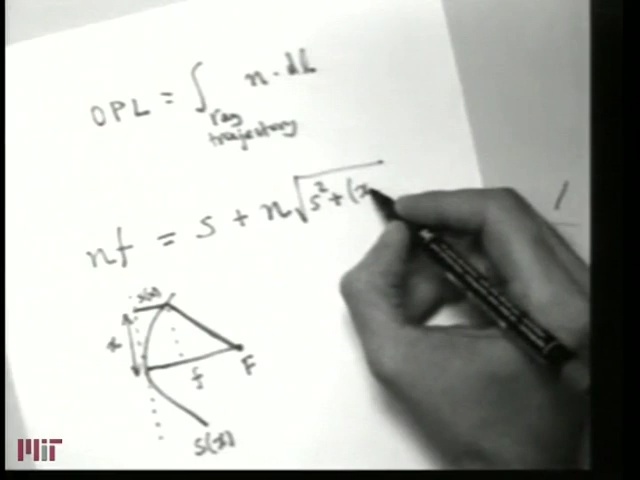 OPL = ∫ n · dL
ray
trajectory
nf = s + n√s² + (x
s(x)
x
f
F
s(x)
MIT